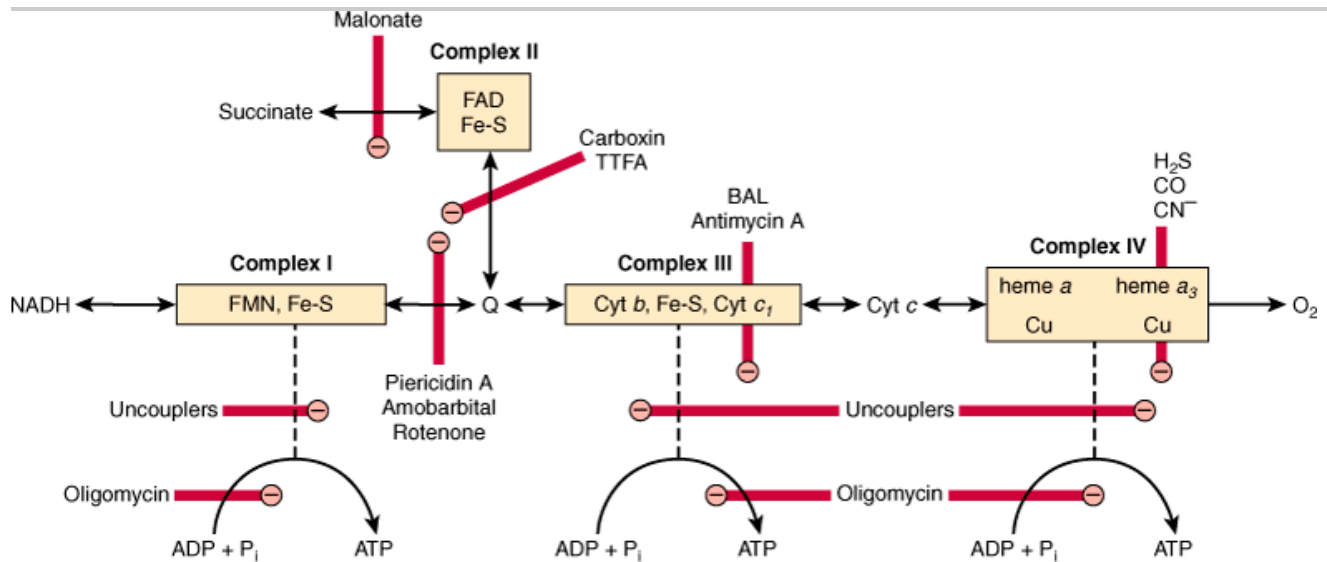 Malonate
Complex II
Succinate
FAD
Fe-S
Carboxin
TTFA
H₂S
CO
CN⁻
BAL
Antimycin A
Complex I
Complex III
Complex IV
NADH
FMN, Fe-S
Q
Cyt b, Fe-S, Cyt c₁
Cyt c
heme a
heme a₃
Cu
Cu
O₂
Piericidin A
Amobarbital
Rotenone
Uncouplers
Uncouplers
Oligomycin
Oligomycin
ADP + Pᵢ
ATP
ADP + Pᵢ
ATP
ADP + Pᵢ
ATP